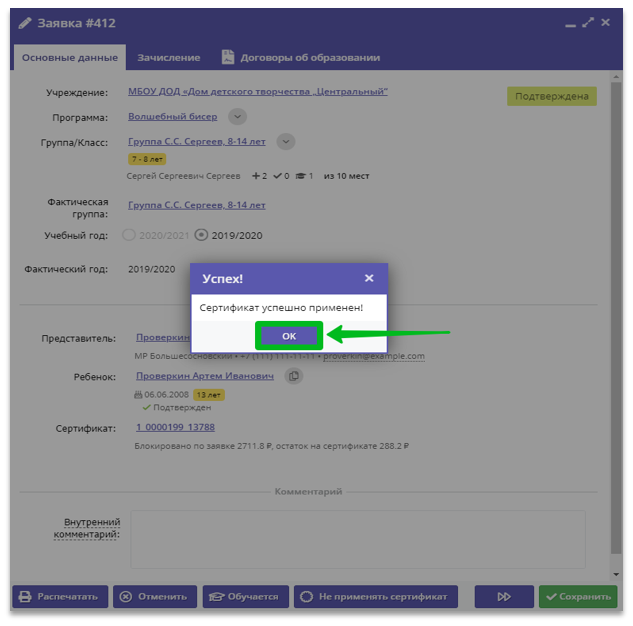 Заявка #412
Основные данные Зачисление Договоры об образовании
Учреждение: МБОУ ДОД «Дом детского творчества „Центральный“ Подтверждена
Программа: Волшебный бисер
Группа/Класс: Группа С.С. Сергеев, 8-14 лет
7 - 8 лет
Сергей Сергеевич Сергеев 2 0 1 из 10 мест
Фактическая группа: Группа С.С. Сергеев, 8-14 лет
Учебный год: 2020/2021 2019/2020
Фактический год: 2019/2020
Успех!
Сертификат успешно применен!
ОК
Представитель: Проверкин
МР Большесосновский • +7 (111) 111-11-11 • proverkin@example.com
Ребенок: Проверкин Артем Иванович
06.06.2008 13 лет
Подтвержден
Сертификат: 1_0000199_13788
Блокировано по заявке 2711.8 ₽, остаток на сертификате 288.2 ₽
Комментарий
Внутренний
комментарий:
Распечатать Отменить Обучается Не применять сертификат Сохранить